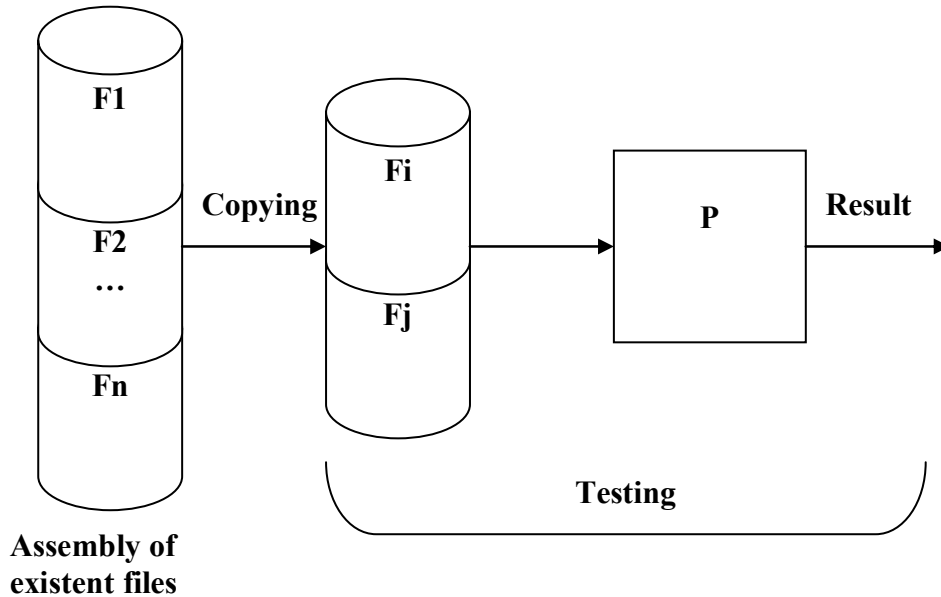 F1
F2
…
Fn
Copying
Fi
Fj
P
Result
Testing
Assembly of
existent files